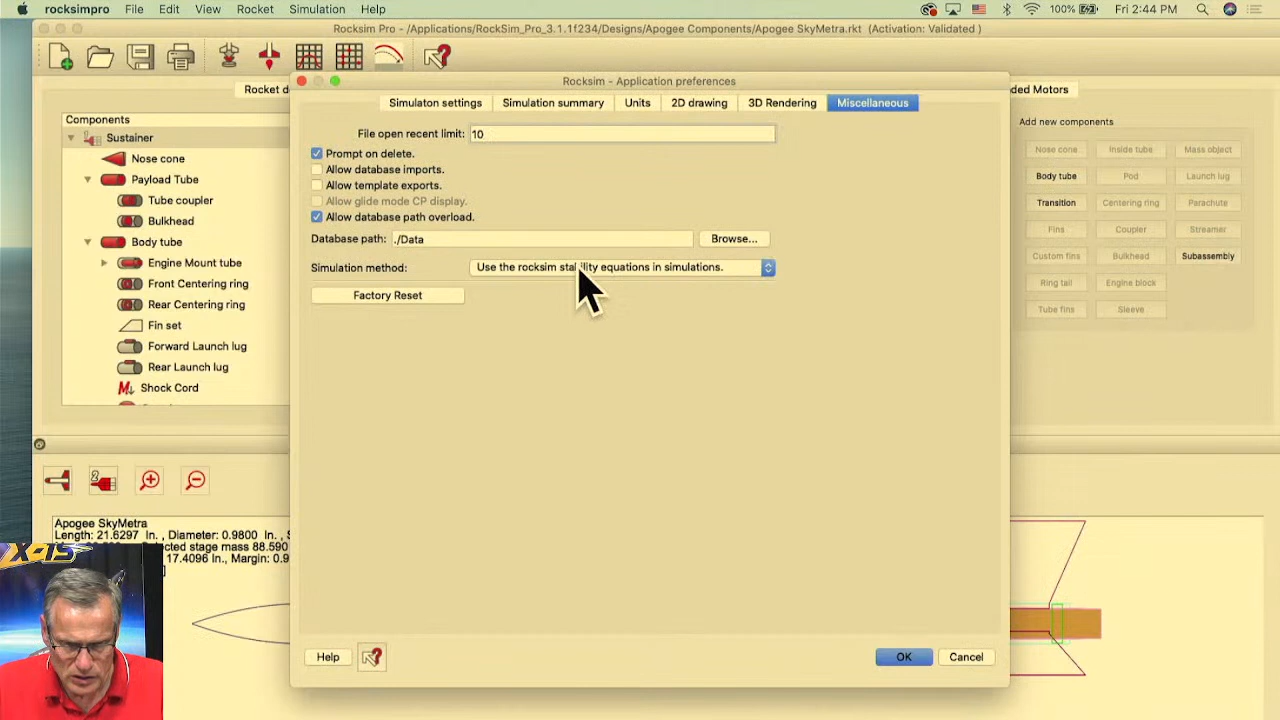 rocksimpro File Edit View Rocket Simulation Help 100% Fri 2:44 PM
Rocksim Pro - /Applications/RockSim_Pro_3.1.1f234/Designs/Apogee Components/Apogee SkyMetra.rkt (Activation: Validated )
Rocksim - Application preferences
Rocket d
Simulaton settings Simulation summary Units 2D drawing 3D Rendering Miscellaneous
ded Motors
Components
Add new components
File open recent limit: 10
Sustainer
Prompt on delete.
Nose cone Inside tube Mass object
Nose cone
Allow database imports.
Payload Tube
Allow template exports.
Body tube Pod Launch lug
Tube coupler
Allow glide mode CP display.
Transition Centering ring Parachute
Bulkhead
Allow database path overload.
Fins Coupler Streamer
Body tube
Database path: ./Data Browse...
Custom fins Bulkhead Subassembly
Engine Mount tube
Simulation method: Use the rocksim stability equations in simulations.
Front Centering ring
Ring tail Engine block
Factory Reset
Rear Centering ring
Tube fins Sleeve
Fin set
Forward Launch lug
Rear Launch lug
Shock Cord
2
Apogee SkyMetra
Length: 21.6297 In. , Diameter: 0.9800 In. , S
ected stage mass 88.590
17.4096 In., Margin: 0.9
Help OK Cancel